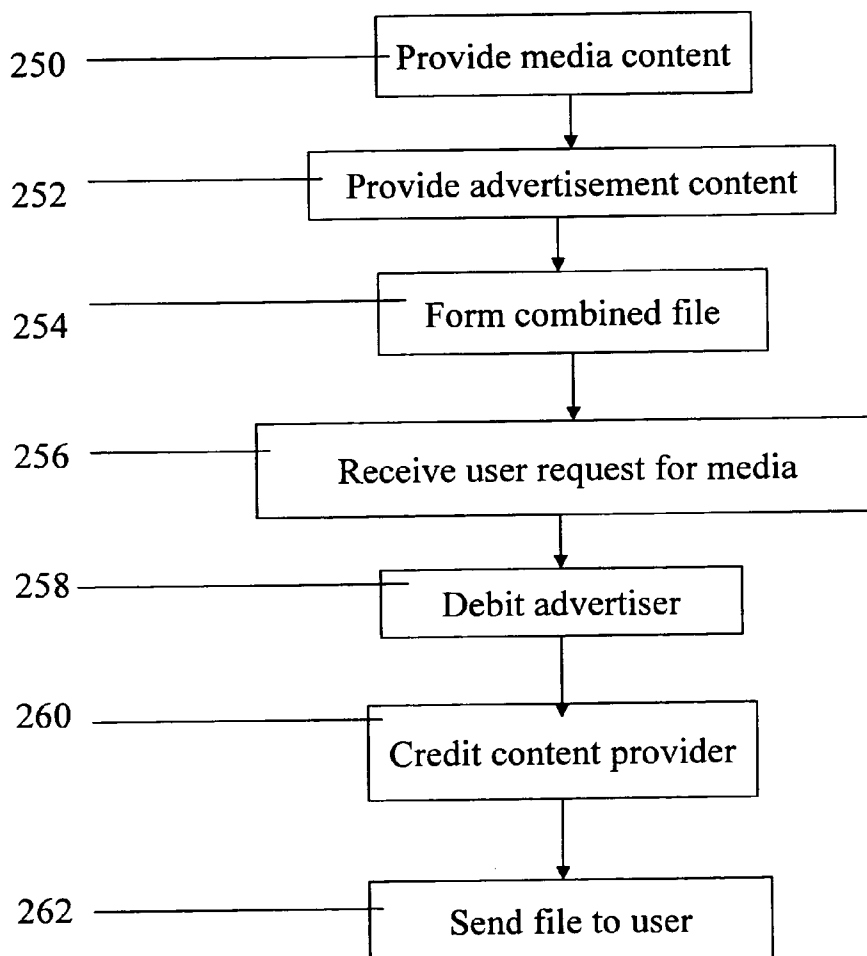 250 Provide media content
252 Provide advertisement content
254 Form combined file
256 Receive user request for media
258 Debit advertiser
260 Credit content provider
262 Send file to user